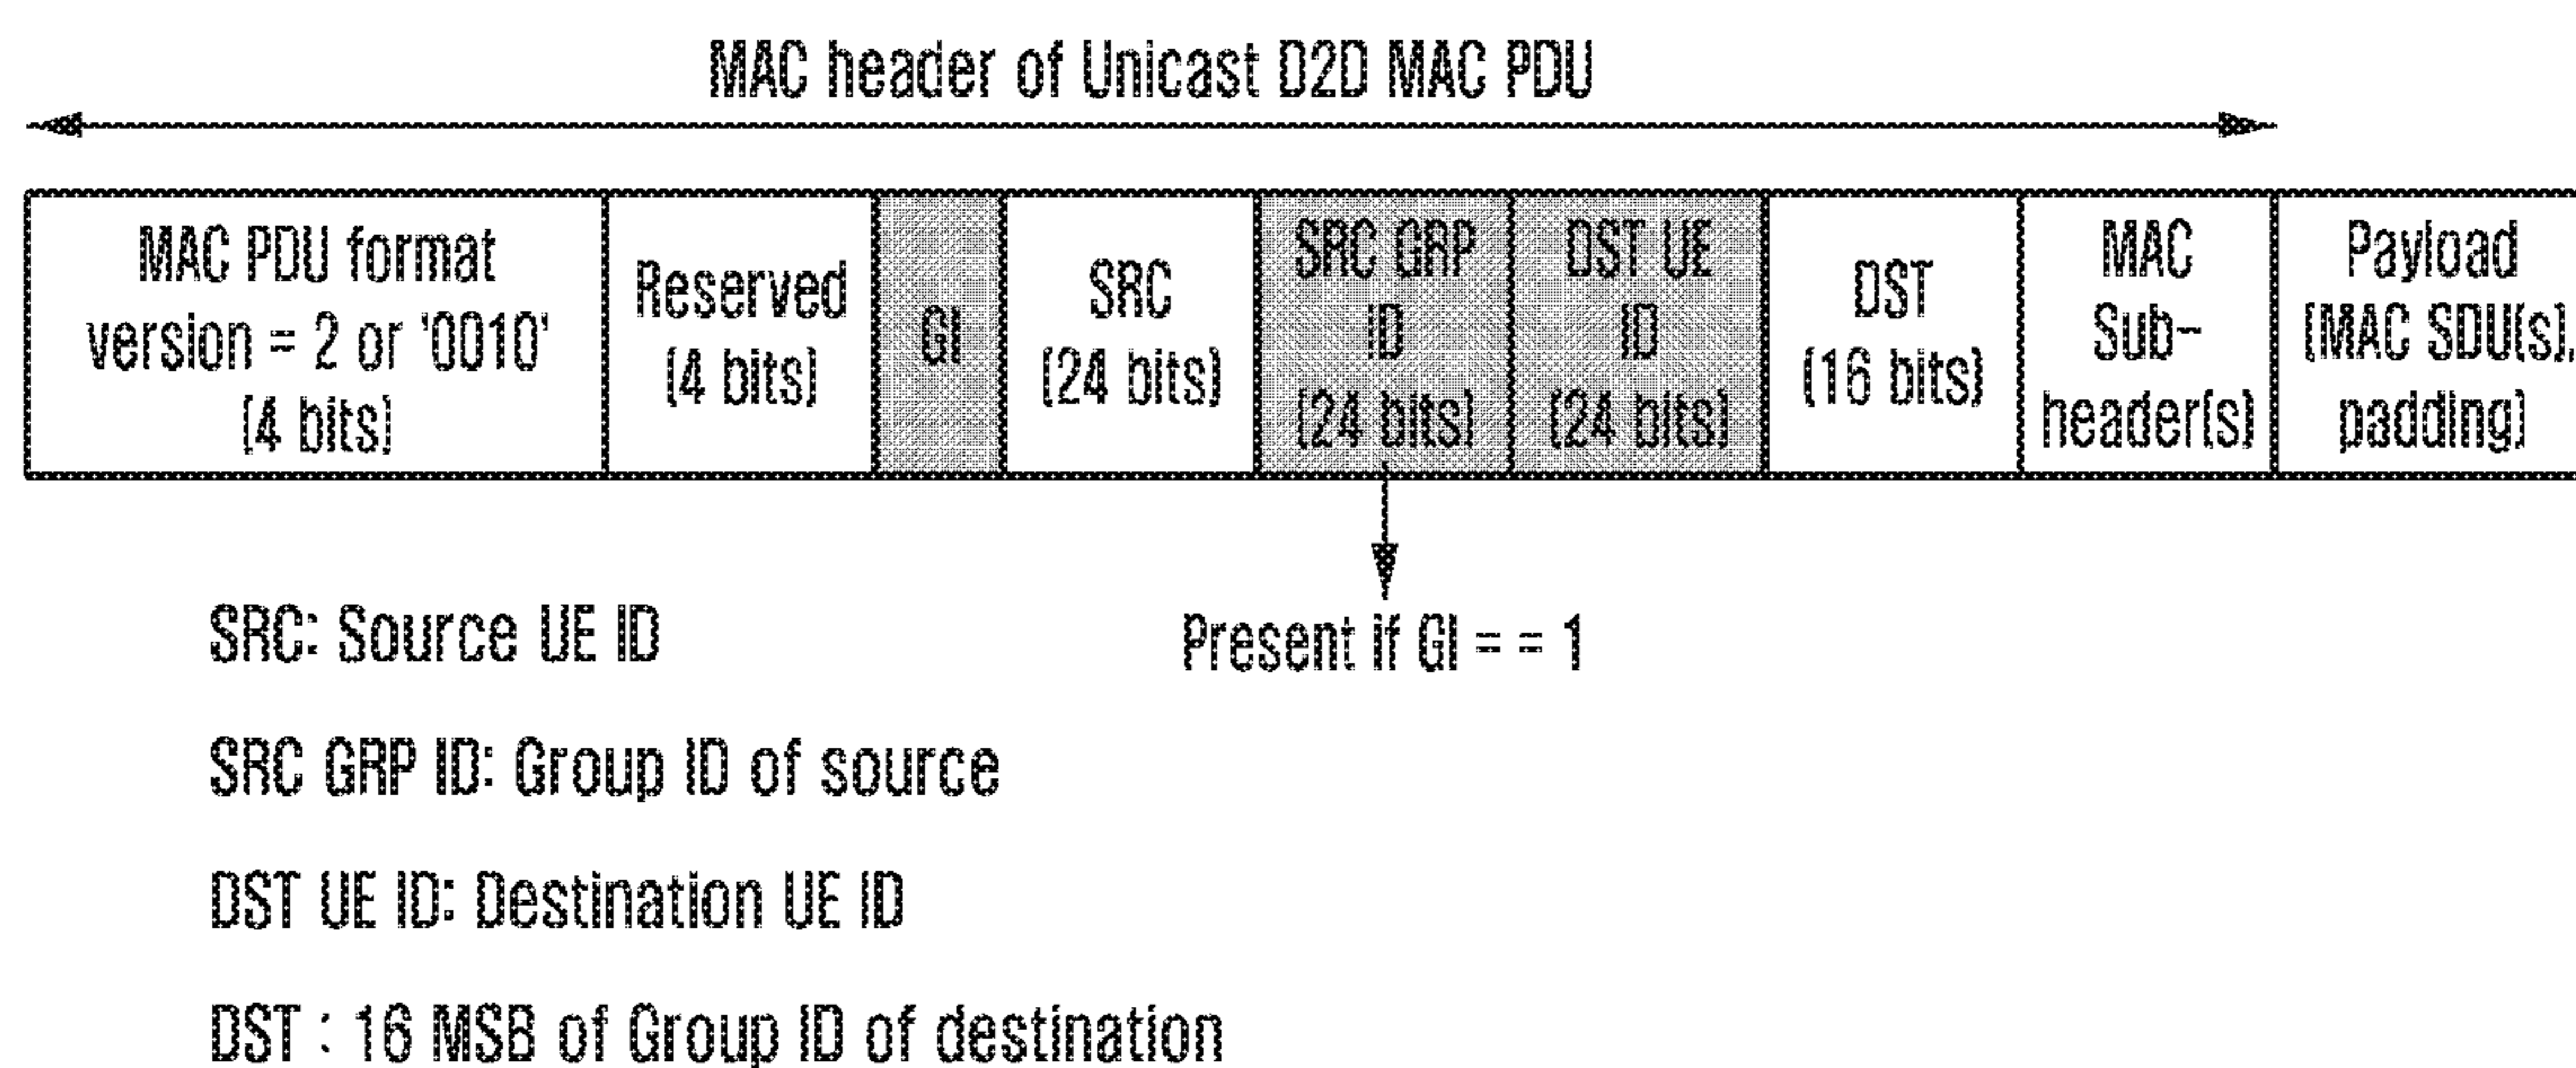 MAC header of Unicast D2D MAC PDU
MAC PDU format
version = 2 or '0010'
(4 bits)
Reserved
(4 bits)
GI
SRC
(24 bits)
SRC GRP
ID
(24 bits)
DST UE
ID
(24 bits)
DST
(16 bits)
MAC
Sub-
header(s)
Payload
(MAC SDU(s),
padding)
Present if GI = = 1
SRC: Source UE ID
SRC GRP ID: Group ID of source
DST UE ID: Destination UE ID
DST : 16 MSB of Group ID of destination